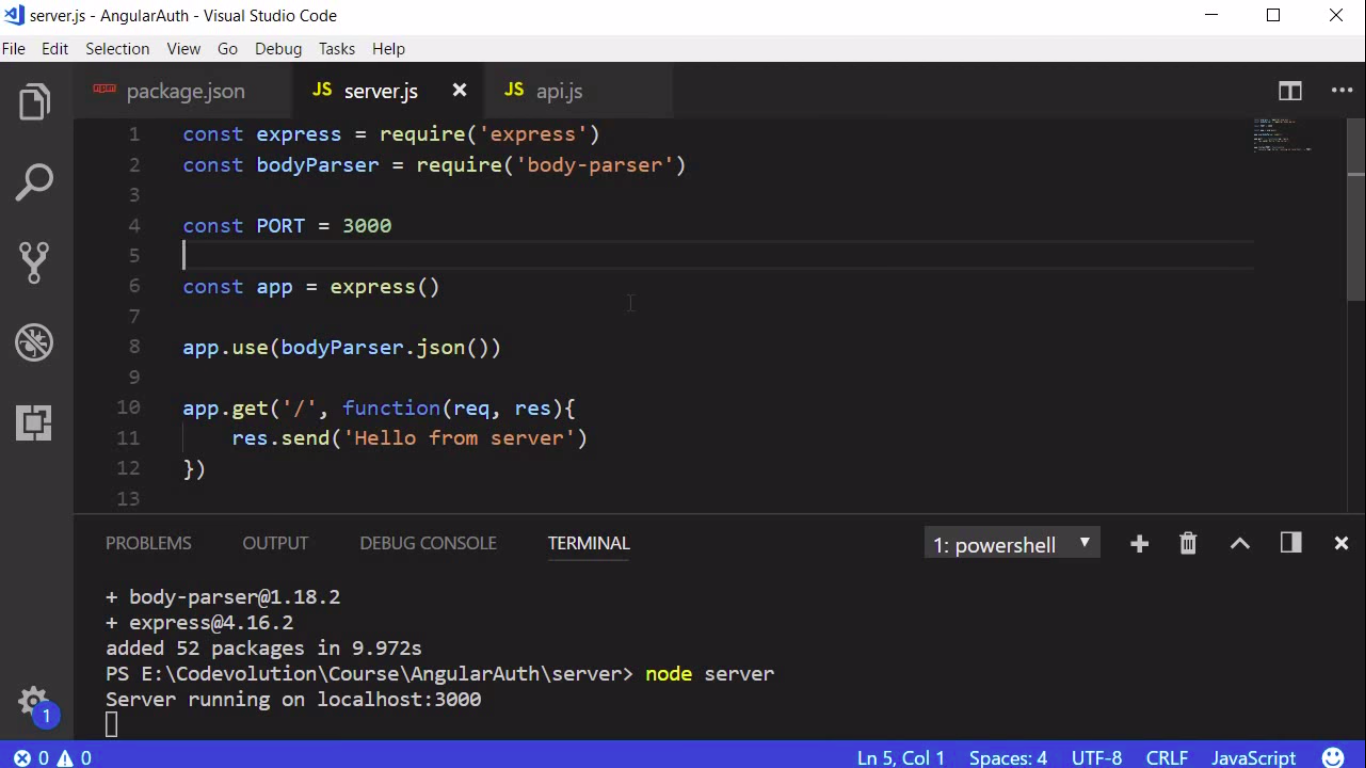 server.js - AngularAuth - Visual Studio Code
File Edit Selection View Go Debug Tasks Help
package.json JS server.js JS api.js
1 const express = require('express')
2 const bodyParser = require('body-parser')
3
4 const PORT = 3000
5
6 const app = express()
7
8 app.use(bodyParser.json())
9
10 app.get('/', function(req, res){
11 res.send('Hello from server')
12 })
13
PROBLEMS OUTPUT DEBUG CONSOLE TERMINAL 1: powershell
+ body-parser@1.18.2
+ express@4.16.2
added 52 packages in 9.972s
PS E:\Codevolution\Course\AngularAuth\server> node server
Server running on localhost:3000
1
0 0 Ln 5, Col 1 Spaces: 4 UTF-8 CRLF JavaScript